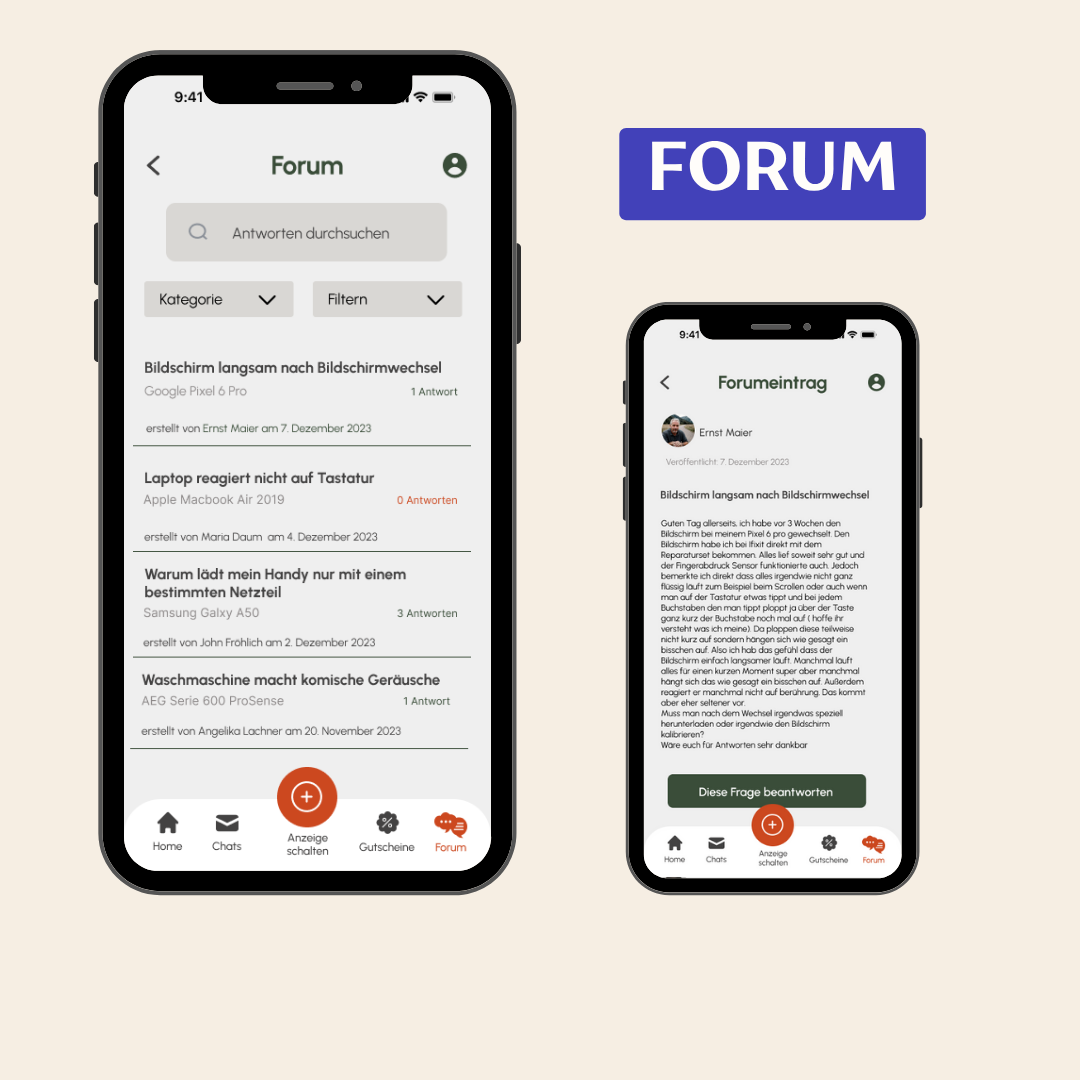 9:41
Forum
Antworten durchsuchen
Kategorie
Filtern
Bildschirm langsam nach Bildschirmwechsel
Google Pixel 6 Pro
1 Antwort
erstellt von Ernst Maier am 7. Dezember 2023
Laptop reagiert nicht auf Tastatur
Apple Macbook Air 2019
0 Antworten
erstellt von Maria Daum am 4. Dezember 2023
Warum lädt mein Handy nur mit einem
bestimmten Netzteil
Samsung Galxy A50
3 Antworten
erstellt von John Fröhlich am 2. Dezember 2023
Waschmaschine macht komische Geräusche
AEG Serie 600 ProSense
1 Antwort
erstellt von Angelika Lachner am 20. November 2023
Home
Chats
Anzeige
schalten
Gutscheine
Forum
FORUM
9:41
Forumeintrag
Ernst Maier
Veröffentlicht: 7. Dezember 2023
Bildschirm langsam nach Bildschirmwechsel
Guten Tag allerseits, ich habe vor 3 Wochen den
Bildschirm bei meinem Pixel 6 pro gewechselt. Den
Bildschirm habe ich bei Ifixit direkt mit dem
Reparaturset bekommen. Alles lief soweit sehr gut und
der Fingerabdruck Sensor funktionierte auch. Jedoch
bemerkte ich direkt dass alles irgendwie nicht ganz
flüssig läuft zum Beispiel beim Scrollen oder auch wenn
man auf der Tastatur etwas tippt und bei jedem
Buchstaben den man tippt ploppt ja über der Taste
ganz kurz der Buchstabe noch mal auf ( hoffe ihr
versteht was ich meine). Da ploppen diese teilweise
nicht kurz auf sondern hängen sich wie gesagt ein
bisschen auf. Also ich hab das gefühl dass der
Bildschirm einfach langsamer läuft. Manchmal läuft
alles für einen kurzen Moment super aber manchmal
hängt sich das wie gesagt ein bisschen auf. Außerdem
reagiert er manchmal nicht auf berührung. Das kommt
aber eher seltener vor.
Muss man nach dem Wechsel irgendwas speziell
herunterladen oder irgendwie den Bildschirm
kalibrieren?
Wäre euch für Antworten sehr dankbar
Diese Frage beantworten
Home
Chats
Anzeige
schalten
Gutscheine
Forum